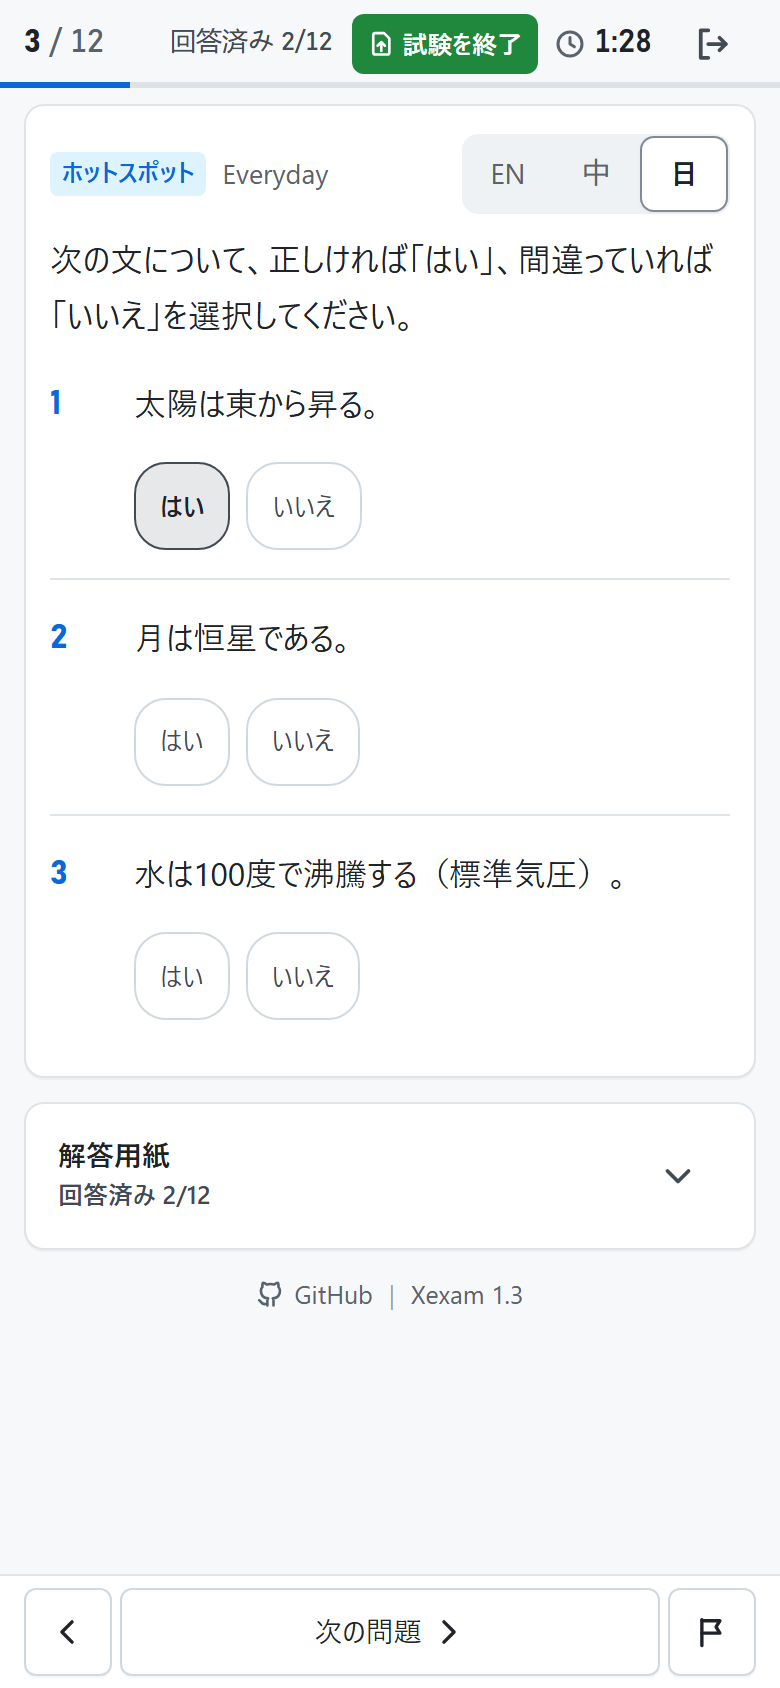 3 / 12 回答済み 2/12 試験を終了 1:28
ホットスポット Everyday EN 中 日
次の文について、正しければ「はい」、間違っていれば
「いいえ」を選択してください。
1 太陽は東から昇る。
はい いいえ
2 月は恒星である。
はい いいえ
3 水は100度で沸騰する（標準気圧）。
はい いいえ
解答用紙
回答済み 2/12
GitHub | Xexam 1.3
次の問題